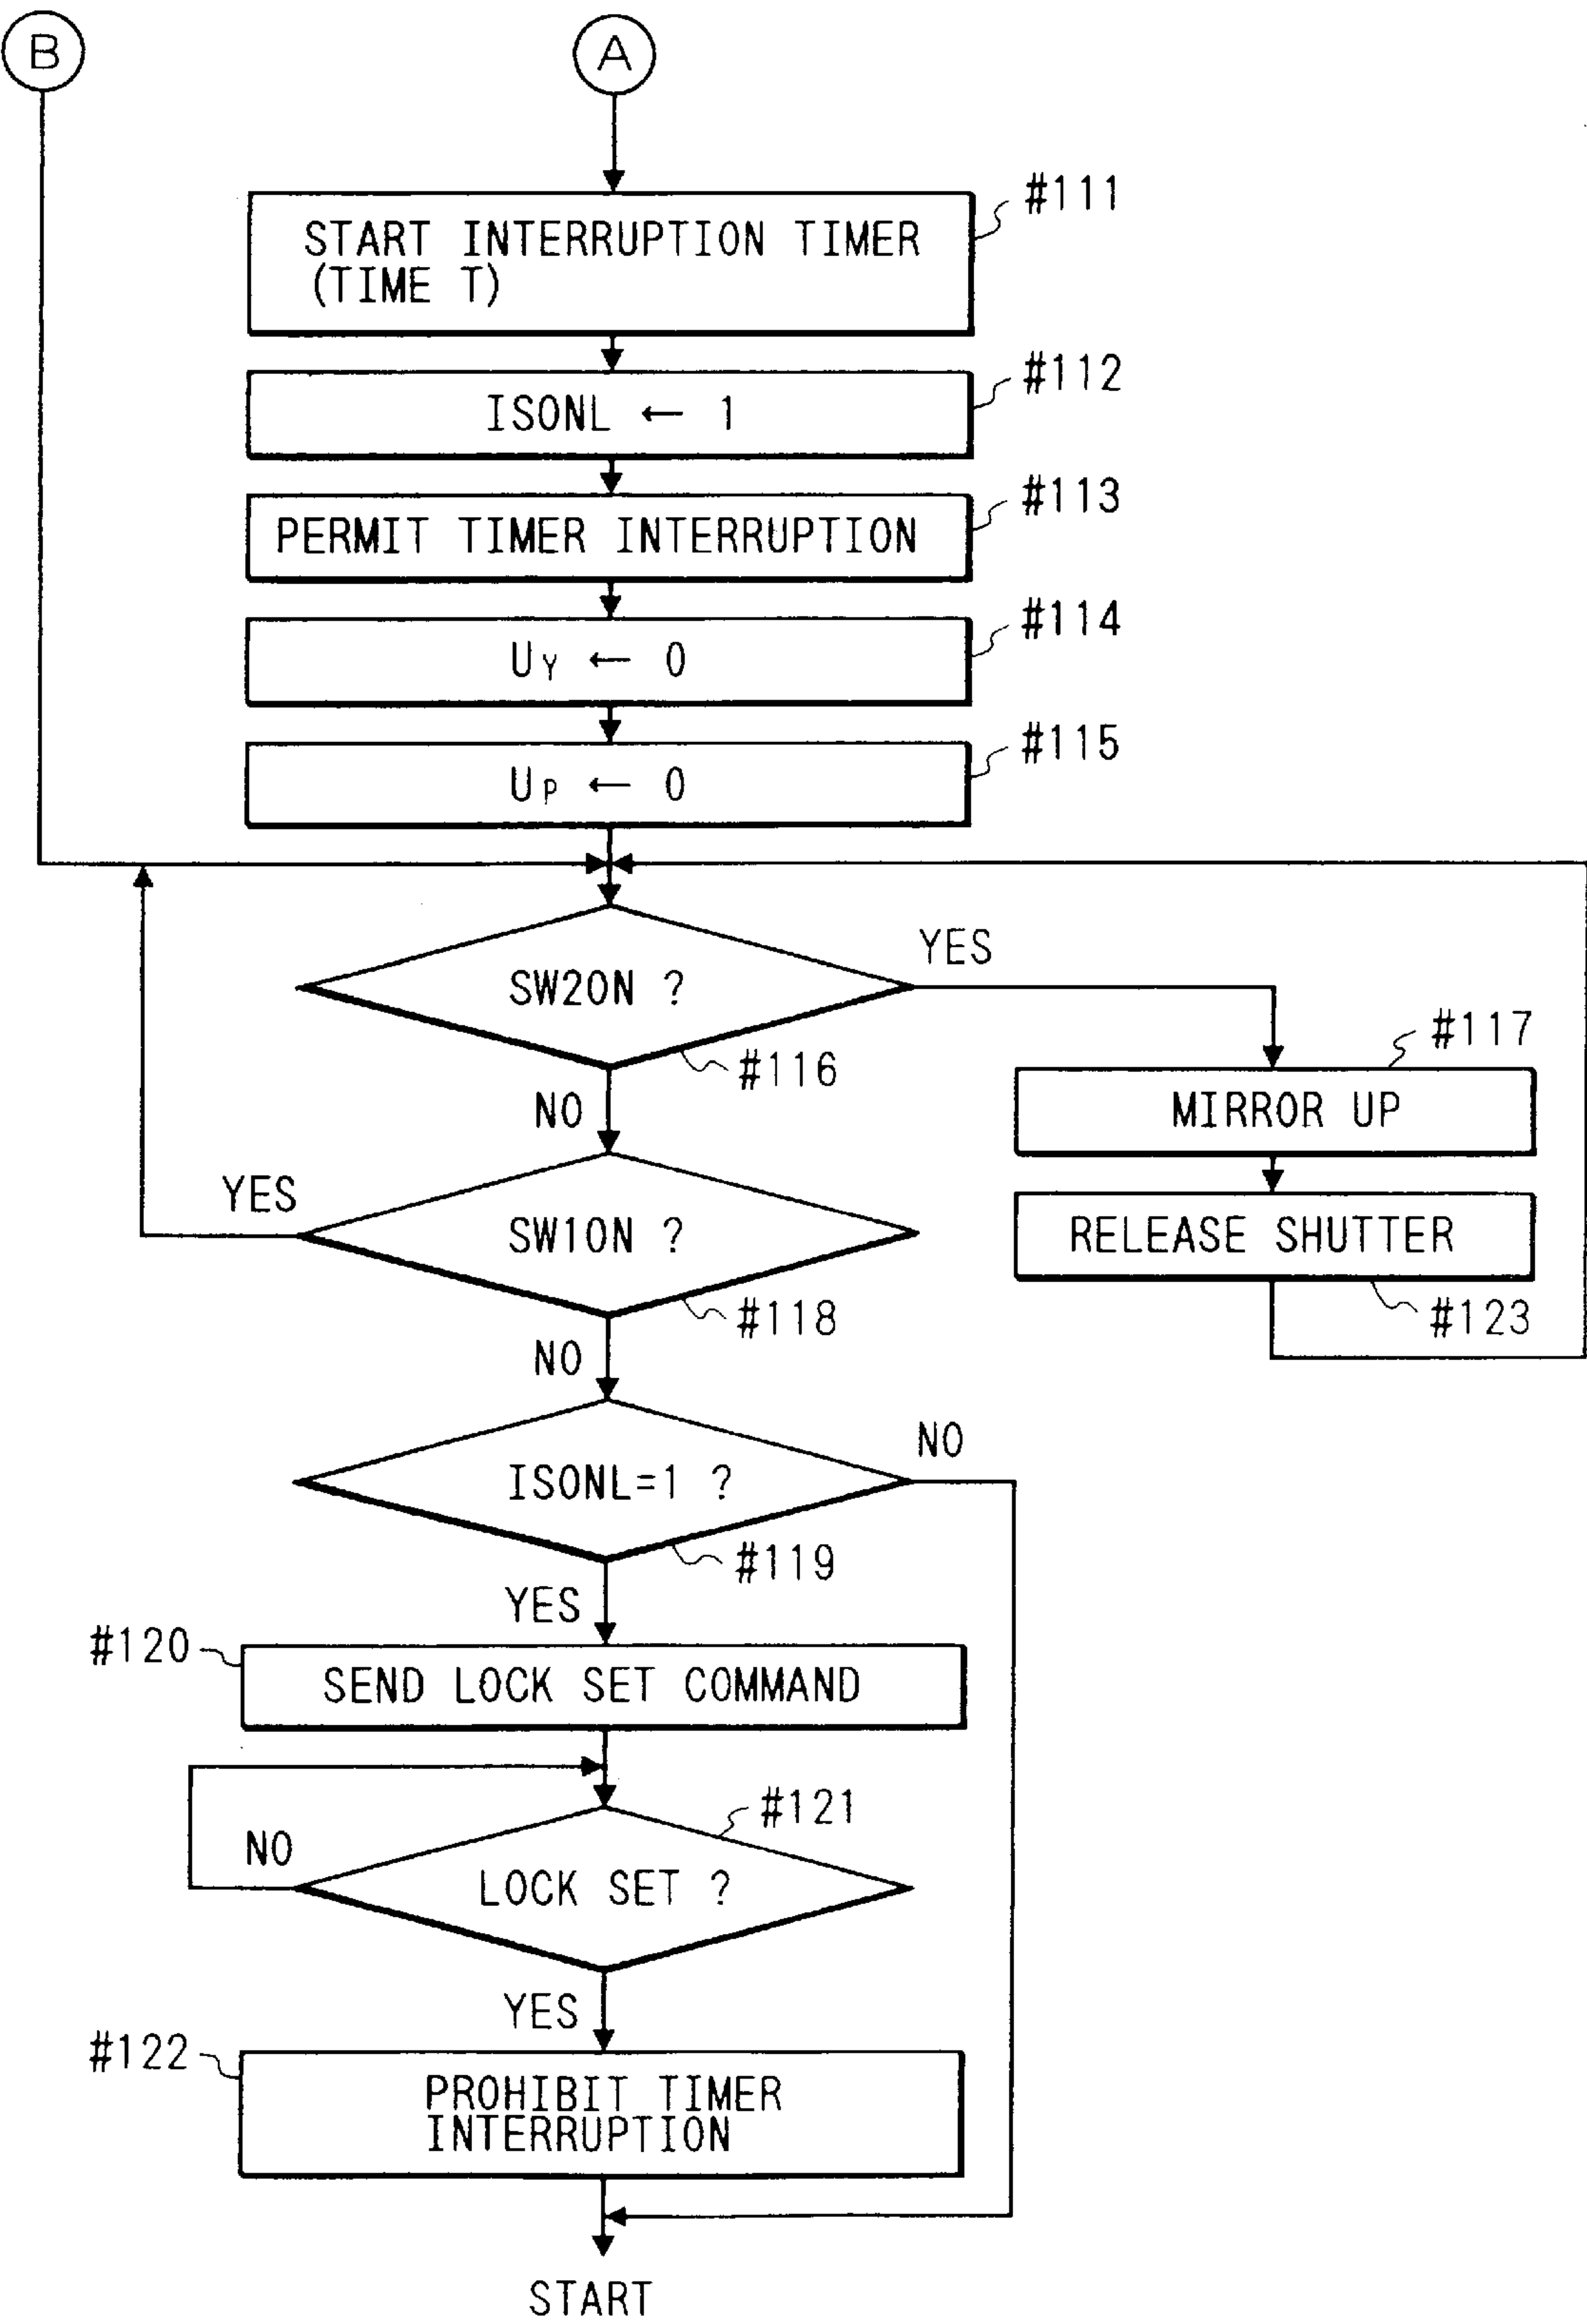 B
A
#111
START INTERRUPTION TIMER
(TIME T)
#112
ISONL ← 1
#113
PERMIT TIMER INTERRUPTION
#114
UY ← 0
#115
UP ← 0
SW2ON ?
YES
#116
NO
#117
MIRROR UP
RELEASE SHUTTER
#123
YES
SW1ON ?
#118
NO
ISONL=1 ?
NO
#119
YES
#120
SEND LOCK SET COMMAND
#121
NO
LOCK SET ?
YES
#122
PROHIBIT TIMER
INTERRUPTION
START